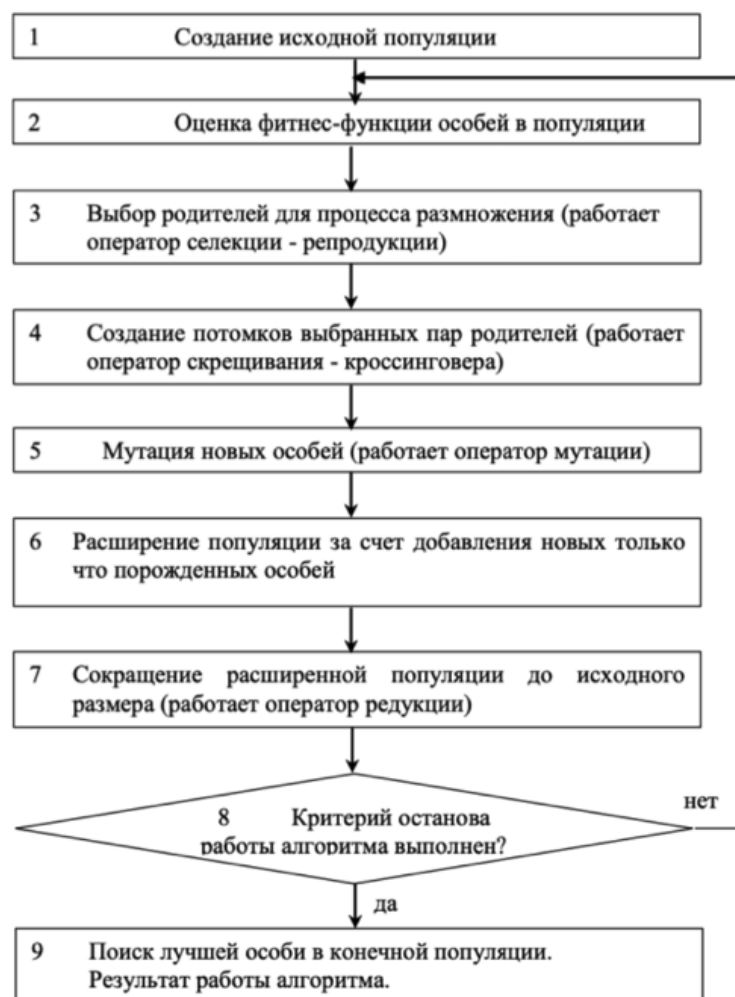 1 Создание исходной популяции
2 Оценка фитнес-функции особей в популяции
3 Выбор родителей для процесса размножения (работает
оператор селекции - репродукции)
4 Создание потомков выбранных пар родителей (работает
оператор скрещивания - кроссинговера)
5 Мутация новых особей (работает оператор мутации)
6 Расширение популяции за счет добавления новых только
что порожденных особей
7 Сокращение расширенной популяции до исходного
размера (работает оператор редукции)
8 Критерий останова
работы алгоритма выполнен?
нет
да
9 Поиск лучшей особи в конечной популяции.
Результат работы алгоритма.